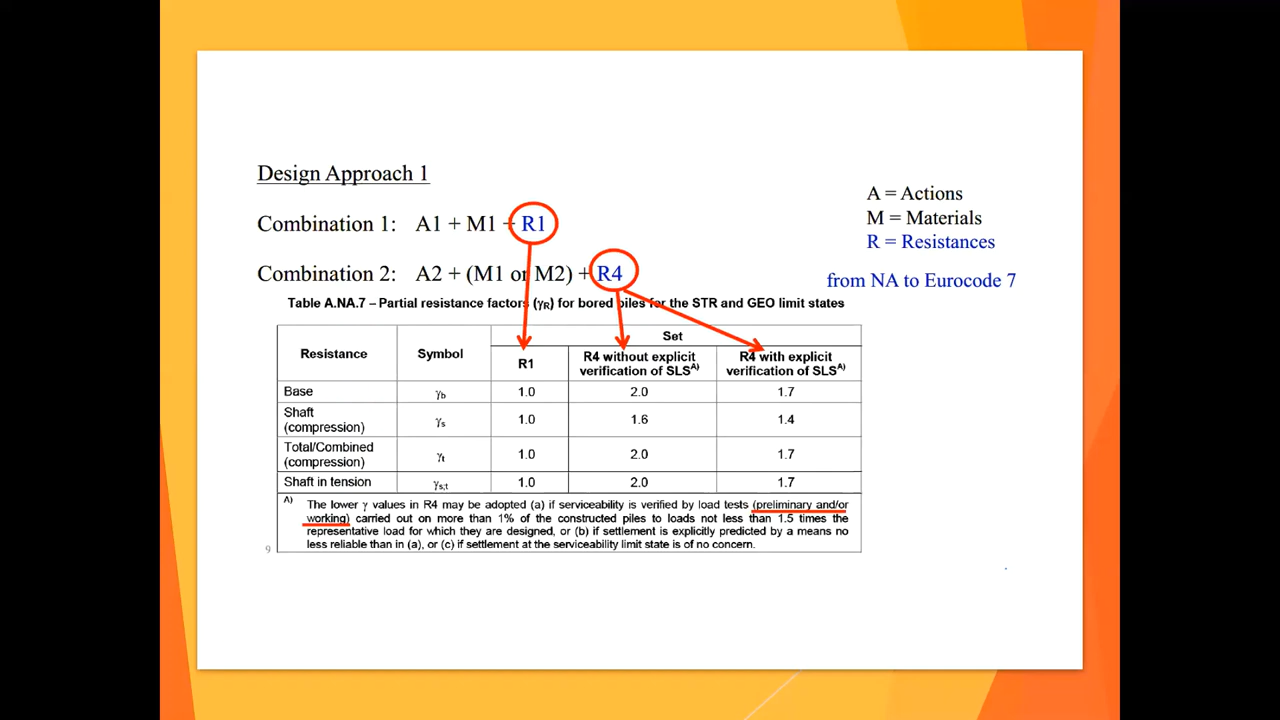 Design Approach 1
A = Actions
Combination 1: A1 + M1 + R1
M = Materials
R = Resistances
Combination 2: A2 + (M1 or M2) + R4
from NA to Eurocode 7
Table A.NA.7 – Partial resistance factors (γR) for bored piles for the STR and GEO limit states
Resistance Symbol Set
R1 R4 without explicit verification of SLS A) R4 with explicit verification of SLS A)
Base γb 1.0 2.0 1.7
Shaft (compression) γs 1.0 1.6 1.4
Total/Combined (compression) γt 1.0 2.0 1.7
Shaft in tension γs;t 1.0 2.0 1.7
A) The lower γ values in R4 may be adopted (a) if serviceability is verified by load tests (preliminary and/or
working) carried out on more than 1% of the constructed piles to loads not less than 1.5 times the
representative load for which they are designed, or (b) if settlement is explicitly predicted by a means no
less reliable than in (a), or (c) if settlement at the serviceability limit state is of no concern.
9